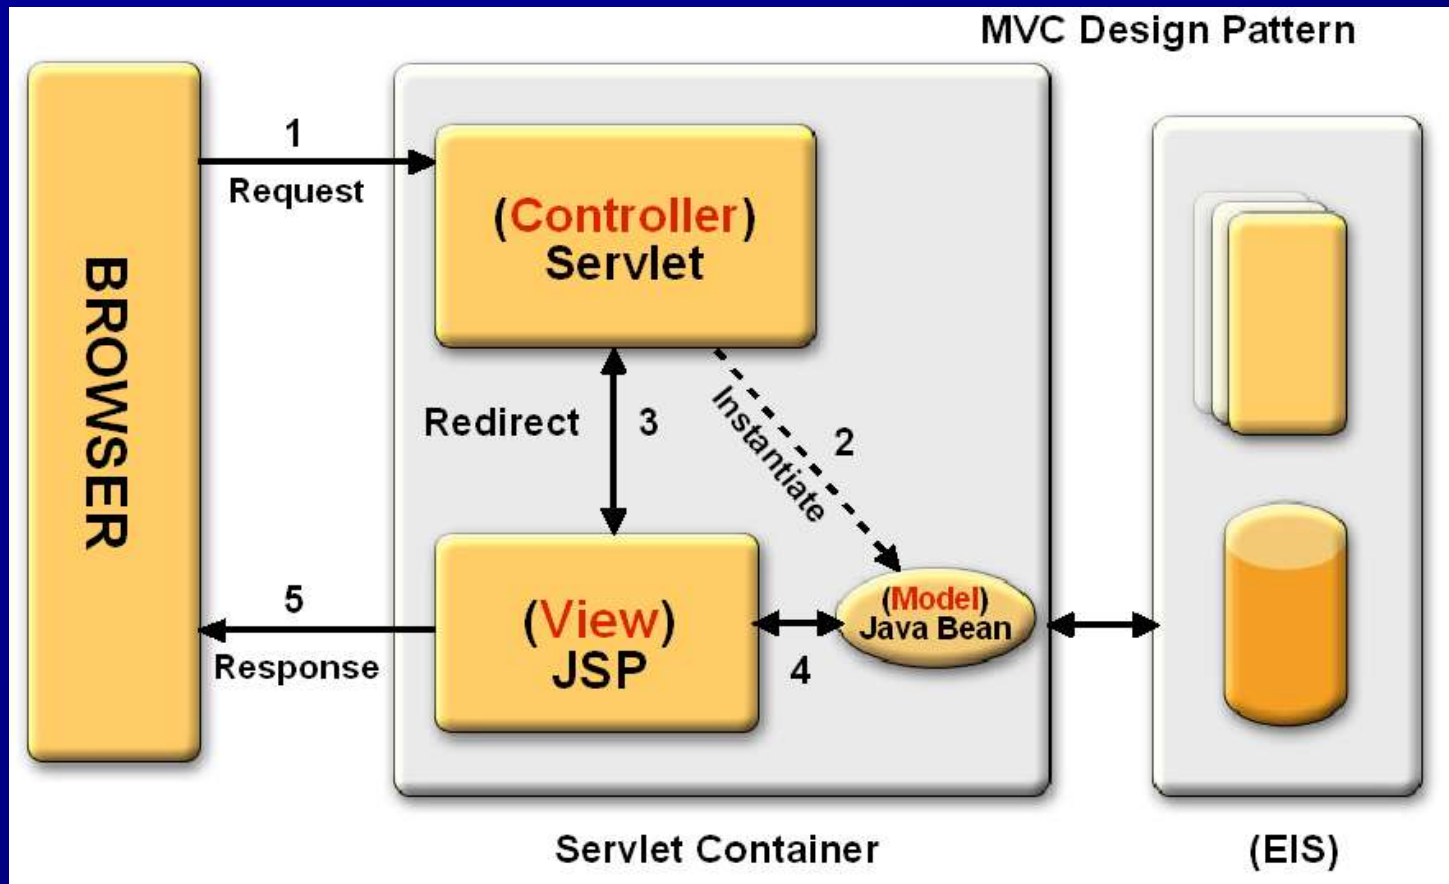 MVC Design Pattern
BROWSER
1
Request
(Controller)
Servlet
Redirect
3
Instantiate
2
5
Response
(View)
JSP
4
(Model)
Java Bean
Servlet Container
(EIS)